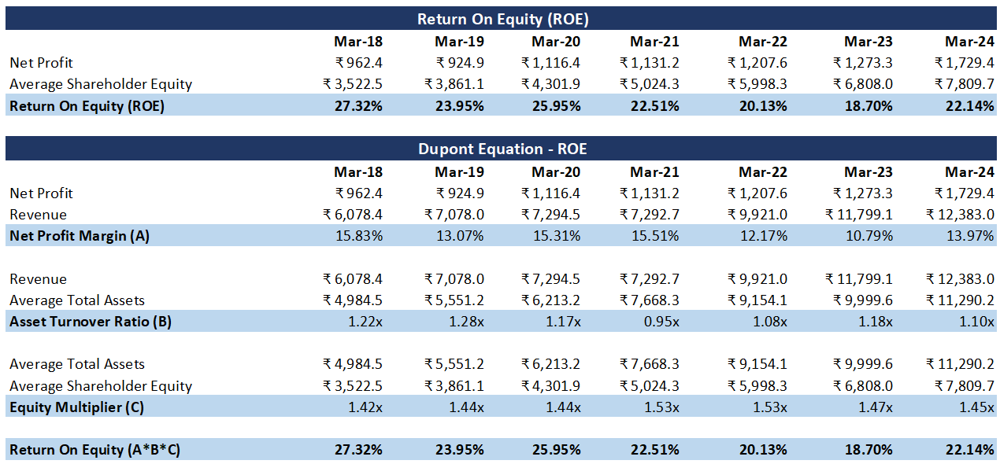 Return On Equity (ROE)
Mar-18 Mar-19 Mar-20 Mar-21 Mar-22 Mar-23 Mar-24
Net Profit ₹ 962.4 ₹ 924.9 ₹ 1,116.4 ₹ 1,131.2 ₹ 1,207.6 ₹ 1,273.3 ₹ 1,729.4
Average Shareholder Equity ₹ 3,522.5 ₹ 3,861.1 ₹ 4,301.9 ₹ 5,024.3 ₹ 5,998.3 ₹ 6,808.0 ₹ 7,809.7
Return On Equity (ROE) 27.32% 23.95% 25.95% 22.51% 20.13% 18.70% 22.14%
Dupont Equation - ROE
Mar-18 Mar-19 Mar-20 Mar-21 Mar-22 Mar-23 Mar-24
Net Profit ₹ 962.4 ₹ 924.9 ₹ 1,116.4 ₹ 1,131.2 ₹ 1,207.6 ₹ 1,273.3 ₹ 1,729.4
Revenue ₹ 6,078.4 ₹ 7,078.0 ₹ 7,294.5 ₹ 7,292.7 ₹ 9,921.0 ₹ 11,799.1 ₹ 12,383.0
Net Profit Margin (A) 15.83% 13.07% 15.31% 15.51% 12.17% 10.79% 13.97%
Revenue ₹ 6,078.4 ₹ 7,078.0 ₹ 7,294.5 ₹ 7,292.7 ₹ 9,921.0 ₹ 11,799.1 ₹ 12,383.0
Average Total Assets ₹ 4,984.5 ₹ 5,551.2 ₹ 6,213.2 ₹ 7,668.3 ₹ 9,154.1 ₹ 9,999.6 ₹ 11,290.2
Asset Turnover Ratio (B) 1.22x 1.28x 1.17x 0.95x 1.08x 1.18x 1.10x
Average Total Assets ₹ 4,984.5 ₹ 5,551.2 ₹ 6,213.2 ₹ 7,668.3 ₹ 9,154.1 ₹ 9,999.6 ₹ 11,290.2
Average Shareholder Equity ₹ 3,522.5 ₹ 3,861.1 ₹ 4,301.9 ₹ 5,024.3 ₹ 5,998.3 ₹ 6,808.0 ₹ 7,809.7
Equity Multiplier (C) 1.42x 1.44x 1.44x 1.53x 1.53x 1.47x 1.45x
Return On Equity (A*B*C) 27.32% 23.95% 25.95% 22.51% 20.13% 18.70% 22.14%